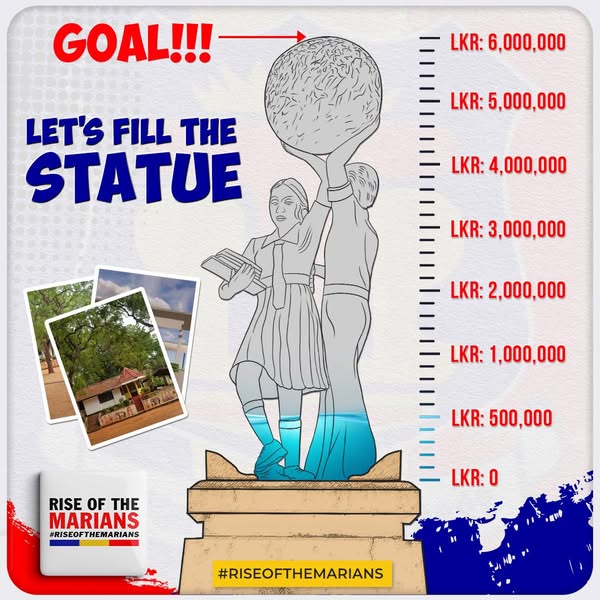 GOAL!!!
LET'S FILL THE
STATUE
LKR: 6,000,000
LKR: 5,000,000
LKR: 4,000,000
LKR: 3,000,000
LKR: 2,000,000
LKR: 1,000,000
LKR: 500,000
LKR: 0
RISE OF THE
MARIANS
#RISEOFTHEMARIANS
#RISEOFTHEMARIANS